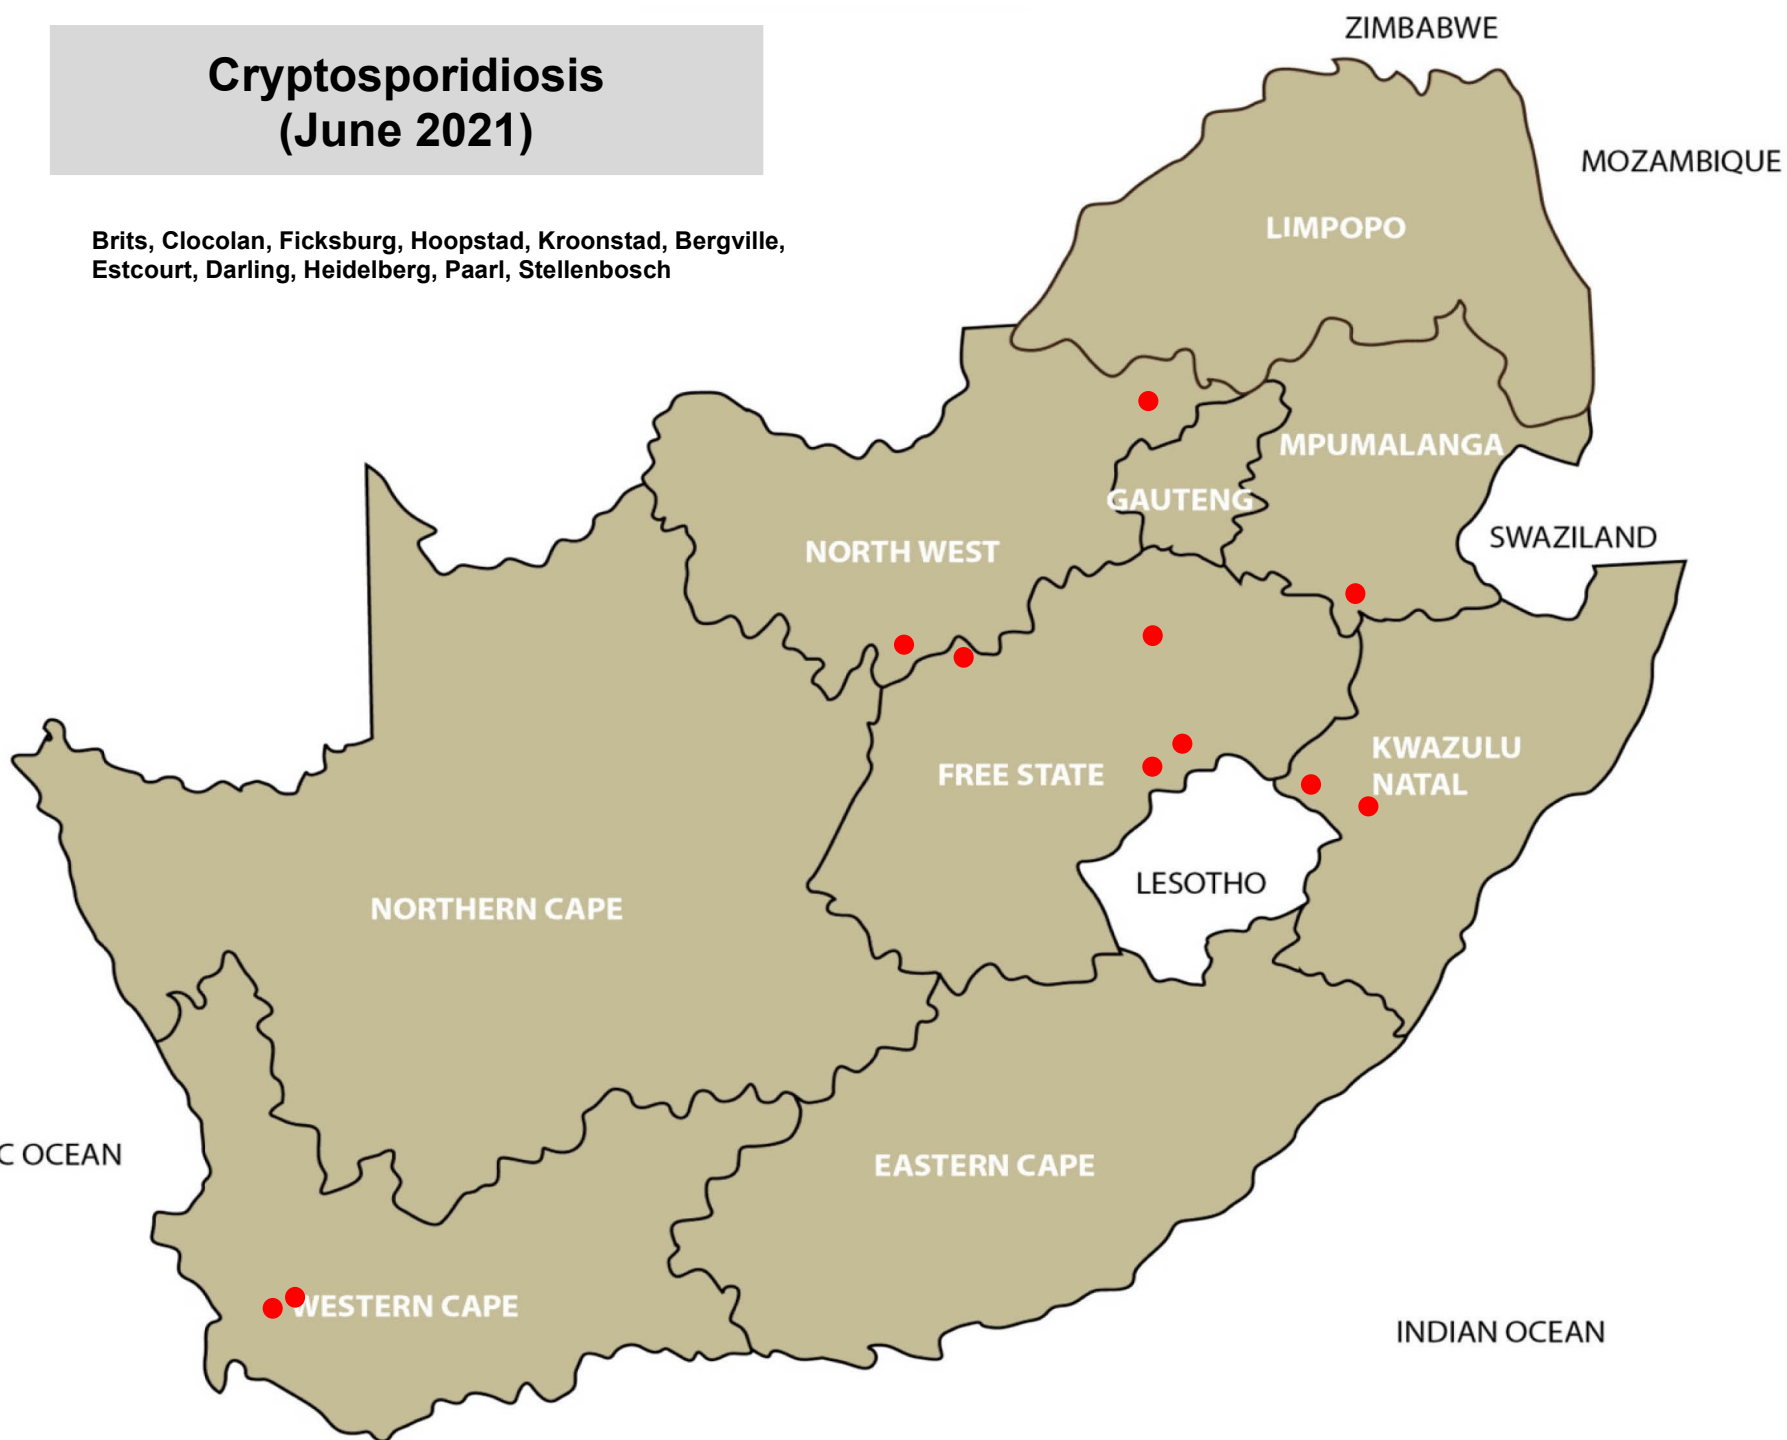 Cryptosporidiosis
(June 2021)
Brits, Clocolan, Ficksburg, Hoopstad, Kroonstad, Bergville,
Estcourt, Darling, Heidelberg, Paarl, Stellenbosch
ZIMBABWE
MOZAMBIQUE
LIMPOPO
MPUMALANGA
GAUTENG
SWAZILAND
NORTH WEST
KWAZULU
NATAL
FREE STATE
LESOTHO
NORTHERN CAPE
C OCEAN
EASTERN CAPE
WESTERN CAPE
INDIAN OCEAN